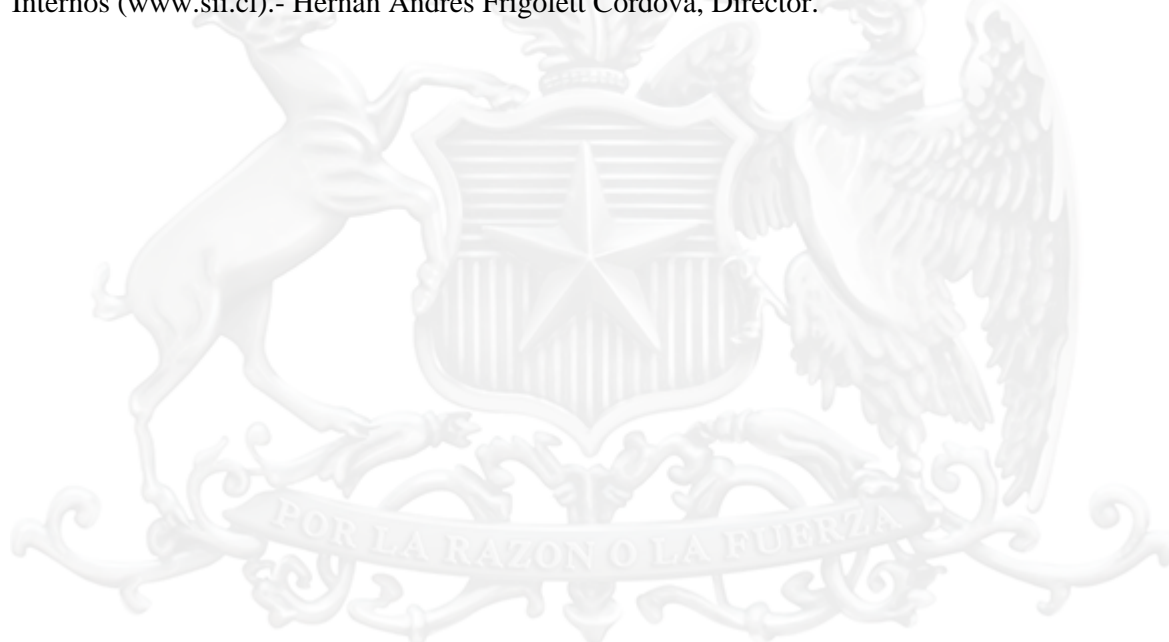 Internos (www.sii.cl).- Hernán Andrés Frigolett Córdova, Director.
POR LA RAZON O LA FUERZA